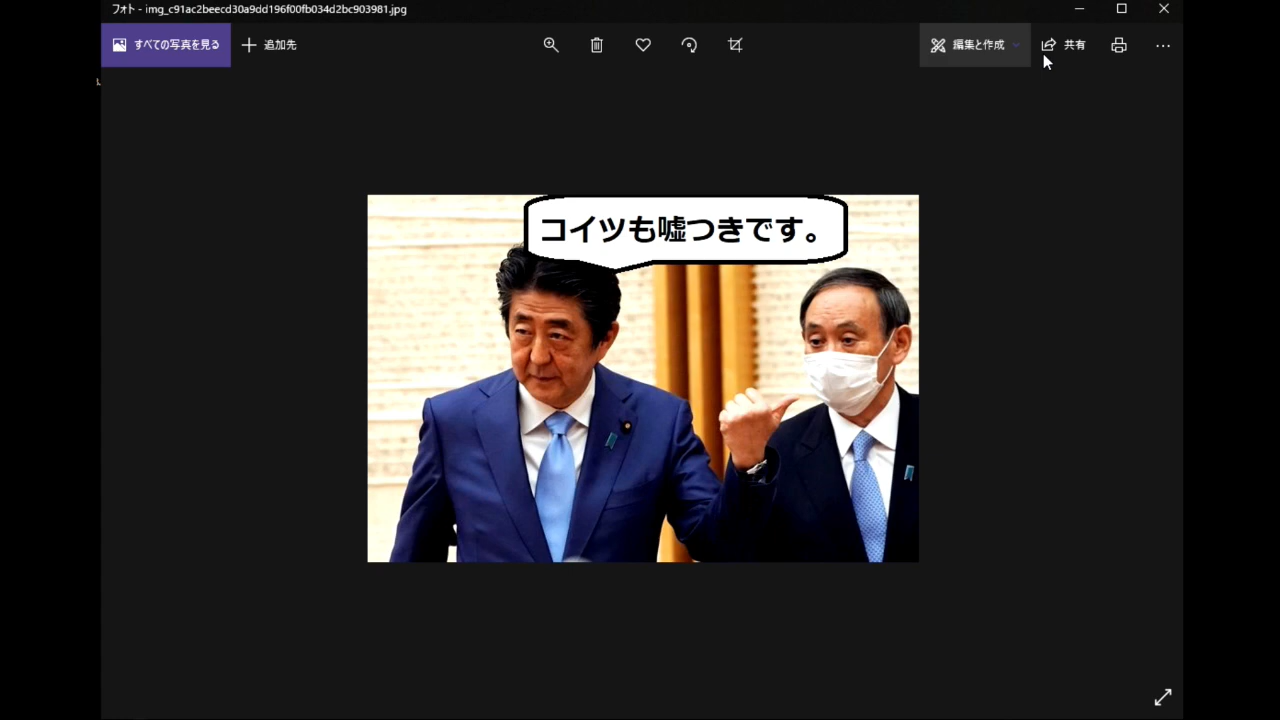 フォト - img_c91ac2beecd30a9dd196f00fb034d2bc903981.jpg
すべての写真を見る
追加先
編集と作成
共有
コイツも嘘つきです。